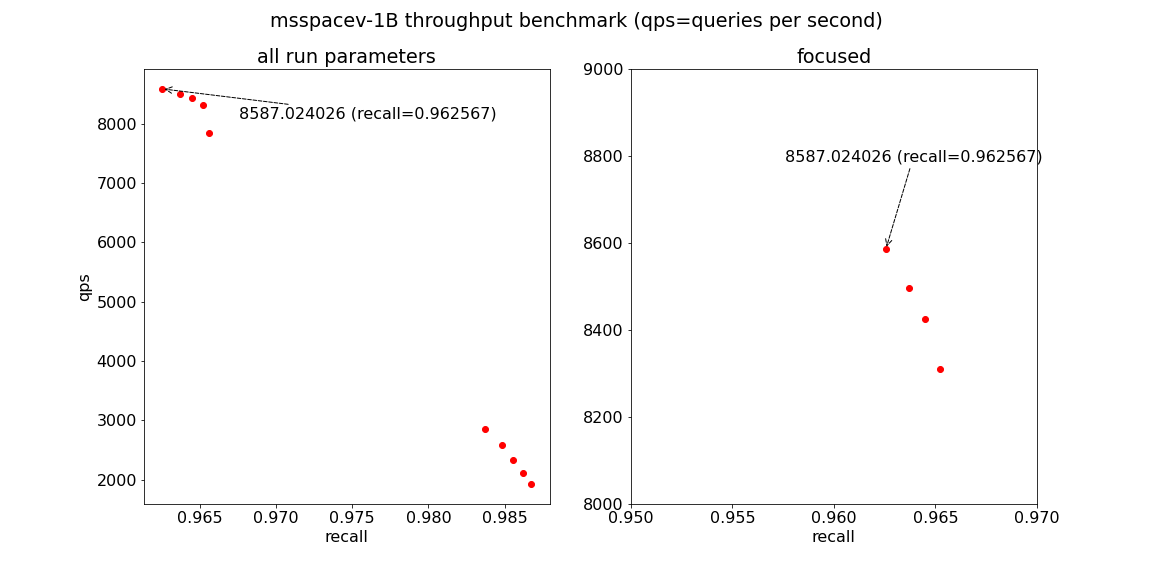 msspacev-1B throughput benchmark (qps=queries per second)
all run parameters
8587.024026 (recall=0.962567)
8000
7000
6000
5000
4000
3000
2000
qps
0.965 0.970 0.975 0.980 0.985
recall
focused
9000
8800
8600
8400
8200
8000
8587.024026 (recall=0.962567)
0.950 0.955 0.960 0.965 0.970
recall